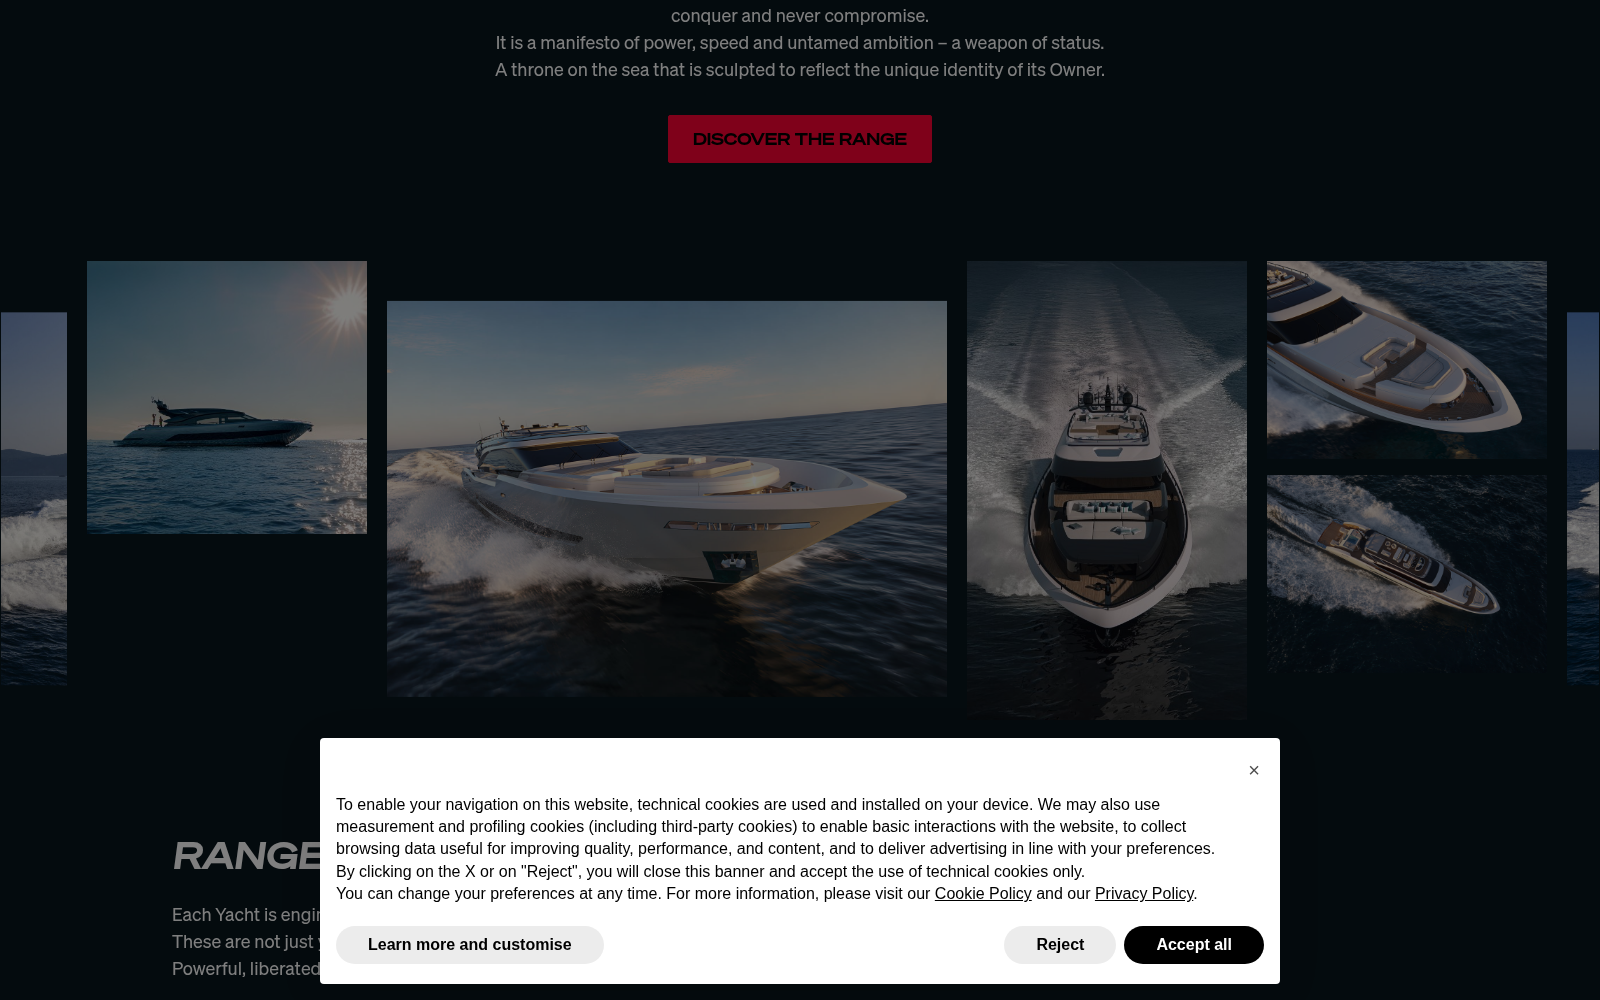 conquer and never compromise.
It is a manifesto of power, speed and untamed ambition – a weapon of status.
A throne on the sea that is sculpted to reflect the unique identity of its Owner.
DISCOVER THE RANGE
×
To enable your navigation on this website, technical cookies are used and installed on your device. We may also use
measurement and profiling cookies (including third-party cookies) to enable basic interactions with the website, to collect
browsing data useful for improving quality, performance, and content, and to deliver advertising in line with your preferences.
By clicking on the X or on "Reject", you will close this banner and accept the use of technical cookies only.
You can change your preferences at any time. For more information, please visit our Cookie Policy and our Privacy Policy.
Learn more and customise
Reject
Accept all
RANGE
Each Yacht is
These are not just
Powerful, liberated